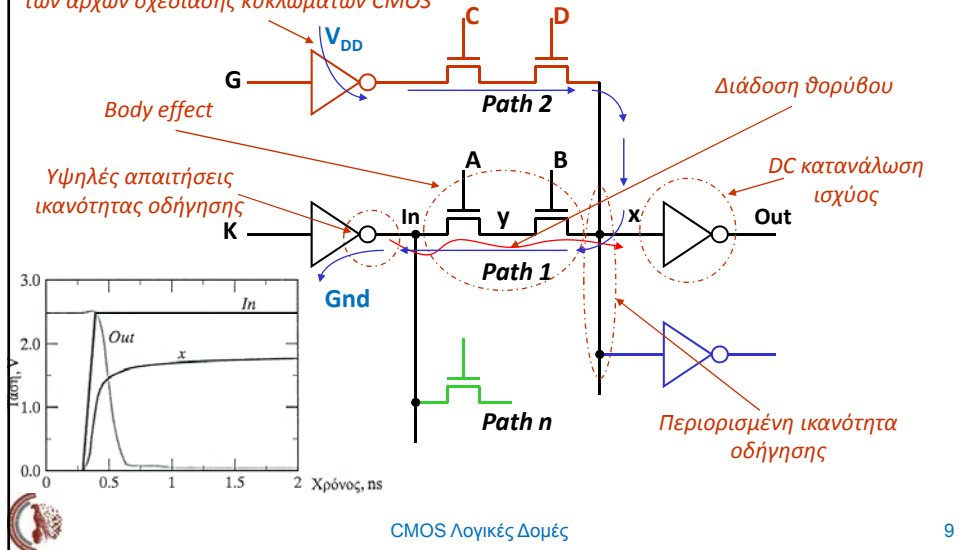 των αρχών σχεδίασης κυκλωμάτων CMOS
C
D
V_DD
G
Διάδοση θορύβου
Body effect
Path 2
A
B
DC κατανάλωση
ισχύος
Υψηλές απαιτήσεις
ικανότητας οδήγησης
In
y
x
Out
K
Path 1
Gnd
3.0
In
Out
2.0
x
Τάση, V
1.0
Path n
Περιορισμένη ικανότητα
οδήγησης
0.0
0
0.5
1
1.5
2
Χρόνος, ns
CMOS Λογικές Δομές
9